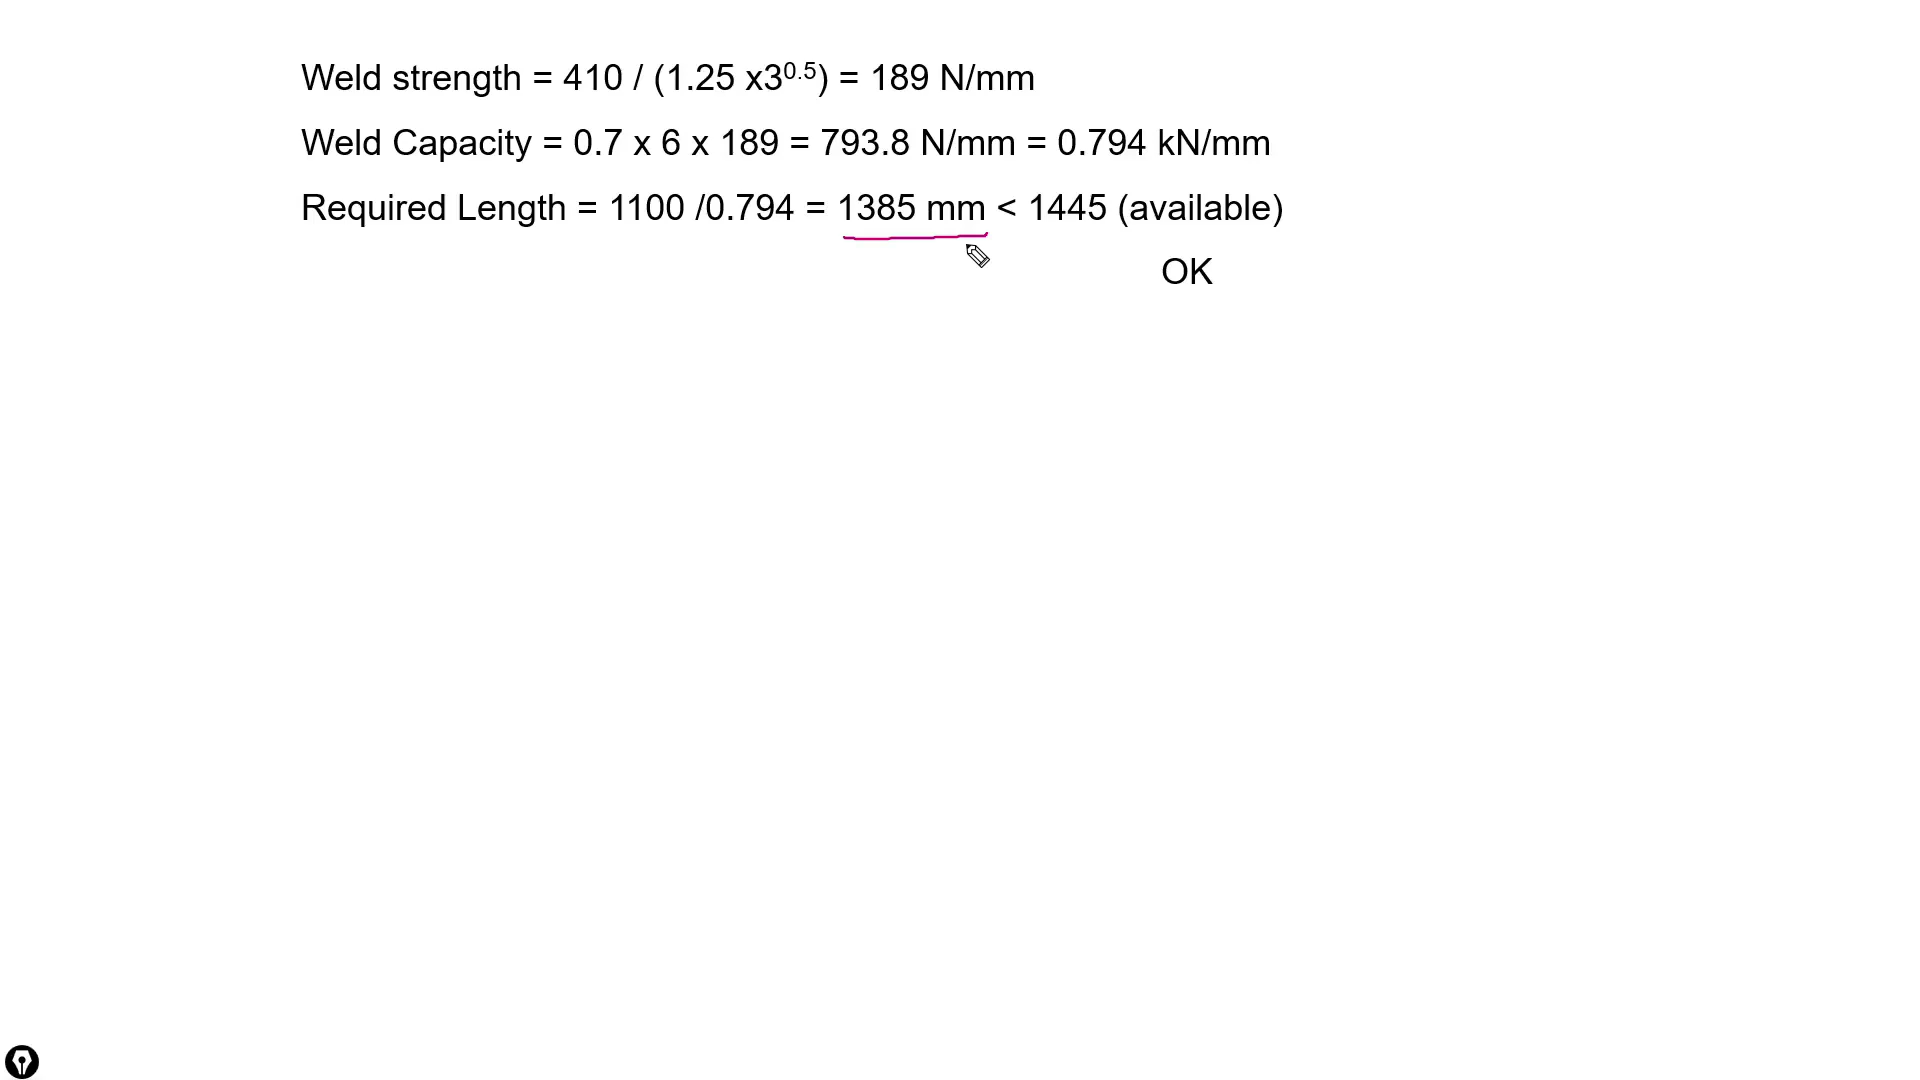 Weld strength = 410 / (1.25 x3^0.5) = 189 N/mm
Weld Capacity = 0.7 x 6 x 189 = 793.8 N/mm = 0.794 kN/mm
Required Length = 1100 /0.794 = 1385 mm < 1445 (available)
OK